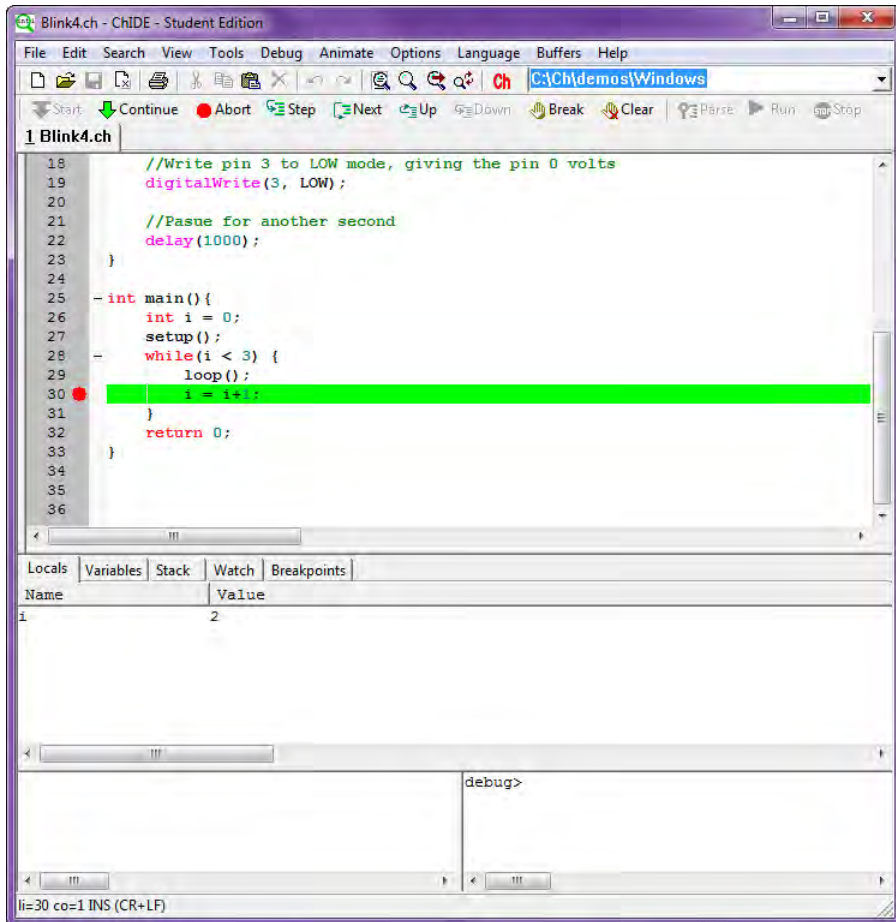 Blink4.ch - ChIDE - Student Edition
File Edit Search View Tools Debug Animate Options Language Buffers Help
Ch C:\Ch\demos\Windows
Start Continue Abort Step Next Up Down Break Clear Parse Run Stop
1 Blink4.ch
18 //Write pin 3 to LOW mode, giving the pin 0 volts
19 digitalWrite(3, LOW);
20
21 //Pasue for another second
22 delay(1000);
23 }
24
25 int main(){
26 int i = 0;
27 setup();
28 while(i < 3) {
29 loop();
30 i = i+1;
31 }
32 return 0;
33 }
34
35
36
Locals Variables Stack Watch Breakpoints
Name Value
i 2
debug>
li=30 co=1 INS (CR+LF)